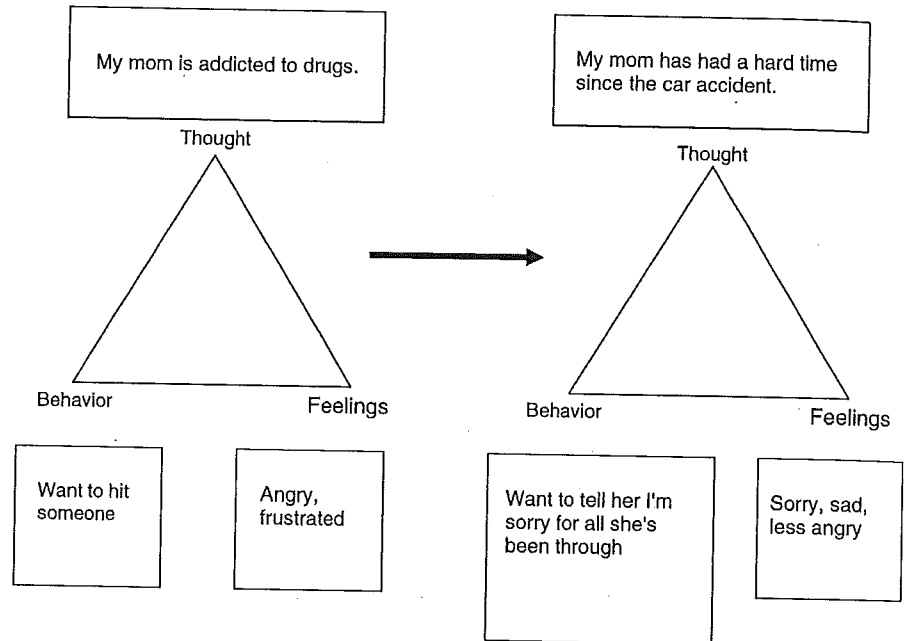 My mom is addicted to drugs.
Thought
Behavior
Feelings
Want to hit
someone
Angry,
frustrated
My mom has had a hard time
since the car accident.
Thought
Behavior
Feelings
Want to tell her I'm
sorry for all she's
been through
Sorry, sad,
less angry